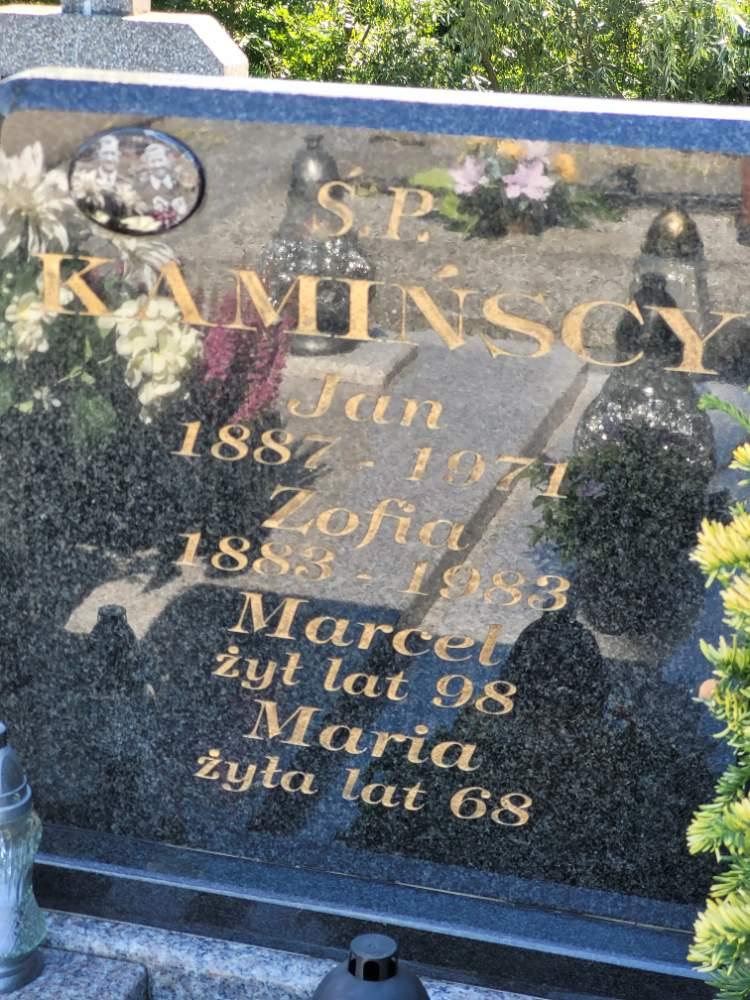 Ś.P.
KAMIŃSCY
Jan
1887 - 1971
Zofia
1883 - 1983
Marcel
żył lat 98
Maria
żyła lat 68